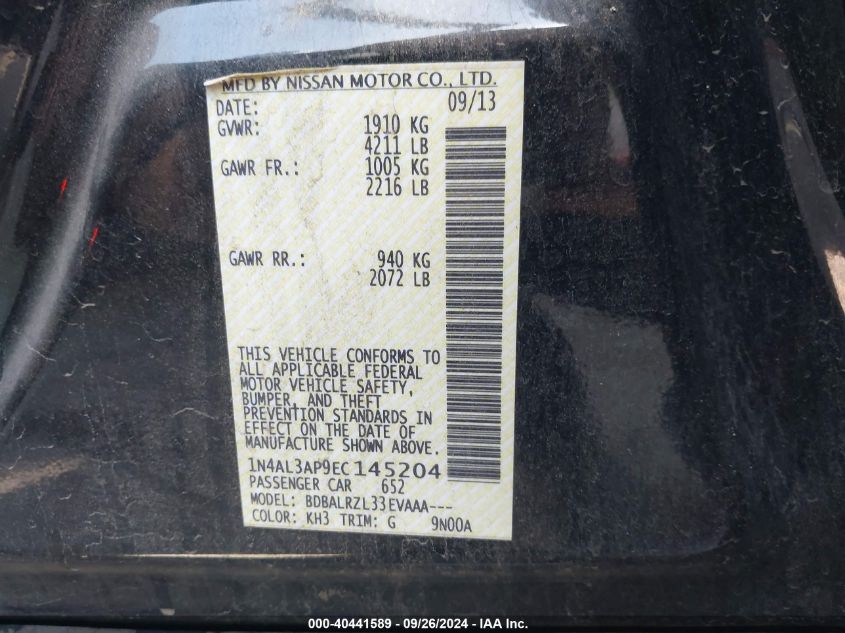 MFD BY NISSAN MOTOR CO., LTD.
DATE: 09/13
GVWR: 1910 KG
4211 LB
GAWR FR.: 1005 KG
2216 LB
GAWR RR.: 940 KG
2072 LB
THIS VEHICLE CONFORMS TO
ALL APPLICABLE FEDERAL
MOTOR VEHICLE SAFETY,
BUMPER, AND THEFT
PREVENTION STANDARDS IN
EFFECT ON THE DATE OF
MANUFACTURE SHOWN ABOVE.
1N4AL3AP9EC145204
PASSENGER CAR 652
MODEL: BDBALRZL33EVAAA---
COLOR: KH3 TRIM: G 9N00A
000-40441589 - 09/26/2024 - IAA Inc.